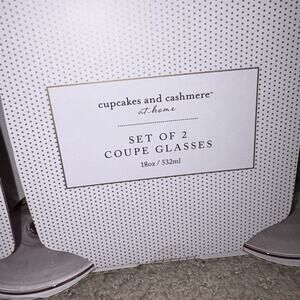 cupcakes and cashmere™
at home
SET OF 2
COUPE GLASSES
18oz / 532ml